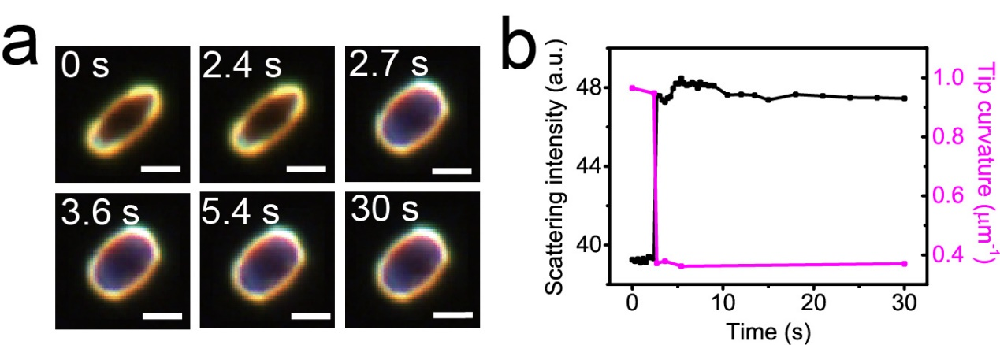 a
0 s
2.4 s
2.7 s
3.6 s
5.4 s
30 s
b
Scattering intensity (a.u.)
48
44
40
0
10
20
30
Time (s)
1.0
0.8
0.6
0.4
Tip curvature (μm⁻¹)